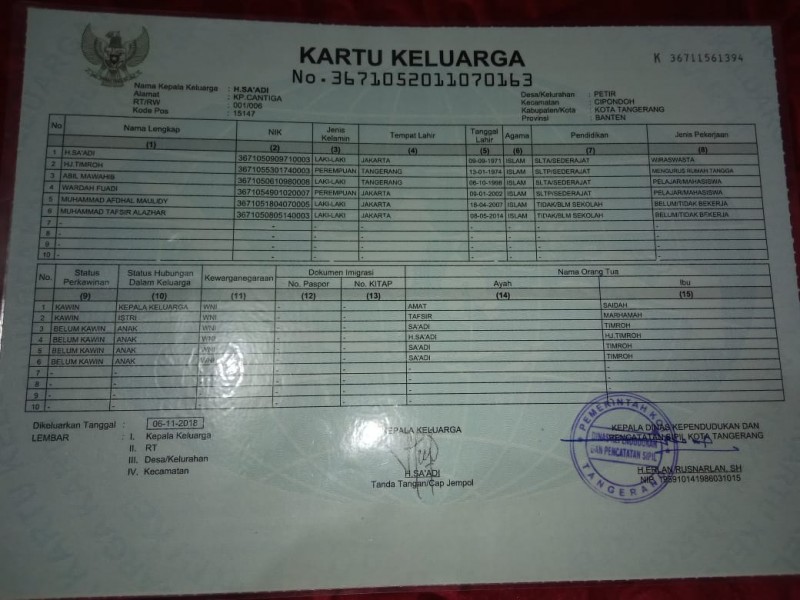 KARTU KELUARGA
No. 3671052011070163
K 36711561394
Nama Kepala Keluarga : H.SA'ADI
Alamat : KP.CANTIGA
RT/RW : 001/006
Kode Pos : 15147
Desa/Kelurahan : PETIR
Kecamatan : CIPONDOH
Kabupaten/Kota : KOTA TANGERANG
Provinsi : BANTEN
No Nama Lengkap NIK Jenis Kelamin Tempat Lahir Tanggal Lahir Agama Pendidikan Jenis Pekerjaan
(1) (2) (3) (4) (5) (6) (7) (8)
1 H.SA'ADI 3671050909710003 LAKI-LAKI JAKARTA 09-09-1971 ISLAM SLTA/SEDERAJAT WIRASWASTA
2 HJ.TIMROH 3671055301740003 PEREMPUAN TANGERANG 13-01-1974 ISLAM SLTP/SEDERAJAT MENGURUS RUMAH TANGGA
3 ABIL MAWAHIB 3671050610980006 LAKI-LAKI TANGERANG 06-10-1998 ISLAM SLTA/SEDERAJAT PELAJAR/MAHASISWA
4 WARDAH FUADI 3671054901020007 PEREMPUAN JAKARTA 09-01-2002 ISLAM SLTP/SEDERAJAT PELAJAR/MAHASISWA
5 MUHAMMAD AFDHAL MAULIDY 3671051804070005 LAKI-LAKI JAKARTA 18-04-2007 ISLAM TIDAK/BLM SEKOLAH BELUM/TIDAK BEKERJA
6 MUHAMMAD TAFSIR ALAZHAR 3671050805140003 LAKI-LAKI JAKARTA 08-05-2014 ISLAM TIDAK/BLM SEKOLAH BELUM/TIDAK BEKERJA
7 - - - - - - - -
8 - - - - - - - -
9 - - - - - - - -
10 - - - - - - - -
No. Status Perkawinan Status Hubungan Dalam Keluarga Kewarganegaraan Dokumen Imigrasi Nama Orang Tua
No. Paspor No. KITAP Ayah Ibu
(9) (10) (11) (12) (13) (14) (15)
1 KAWIN KEPALA KELUARGA WNI - - AMAT SAIDAH
2 KAWIN ISTRI WNI - - TAFSIR MARHAMAH
3 BELUM KAWIN ANAK WNI - - SA'ADI TIMROH
4 BELUM KAWIN ANAK WNI - - H.SA'ADI HJ.TIMROH
5 BELUM KAWIN ANAK WNI - - SA'ADI TIMROH
6 BELUM KAWIN ANAK WNI - - SA'ADI TIMROH
7 - - - - - - -
8 - - - - - - -
9 - - - - - - -
10 - - - - - - -
Dikeluarkan Tanggal : 06-11-2018
LEMBAR : I. Kepala Keluarga
II. RT
III. Desa/Kelurahan
IV. Kecamatan
KEPALA KELUARGA
H.SA'ADI
Tanda Tangan/Cap Jempol
KEPALA DINAS KEPENDUDUKAN DAN
PENCATATAN SIPIL KOTA TANGERANG
PEMERINTAH
DINAS KEPENDUDUKAN
DAN PENCATATAN SIPIL
TANGERANG
RUSNARLAN, SH
NIP.